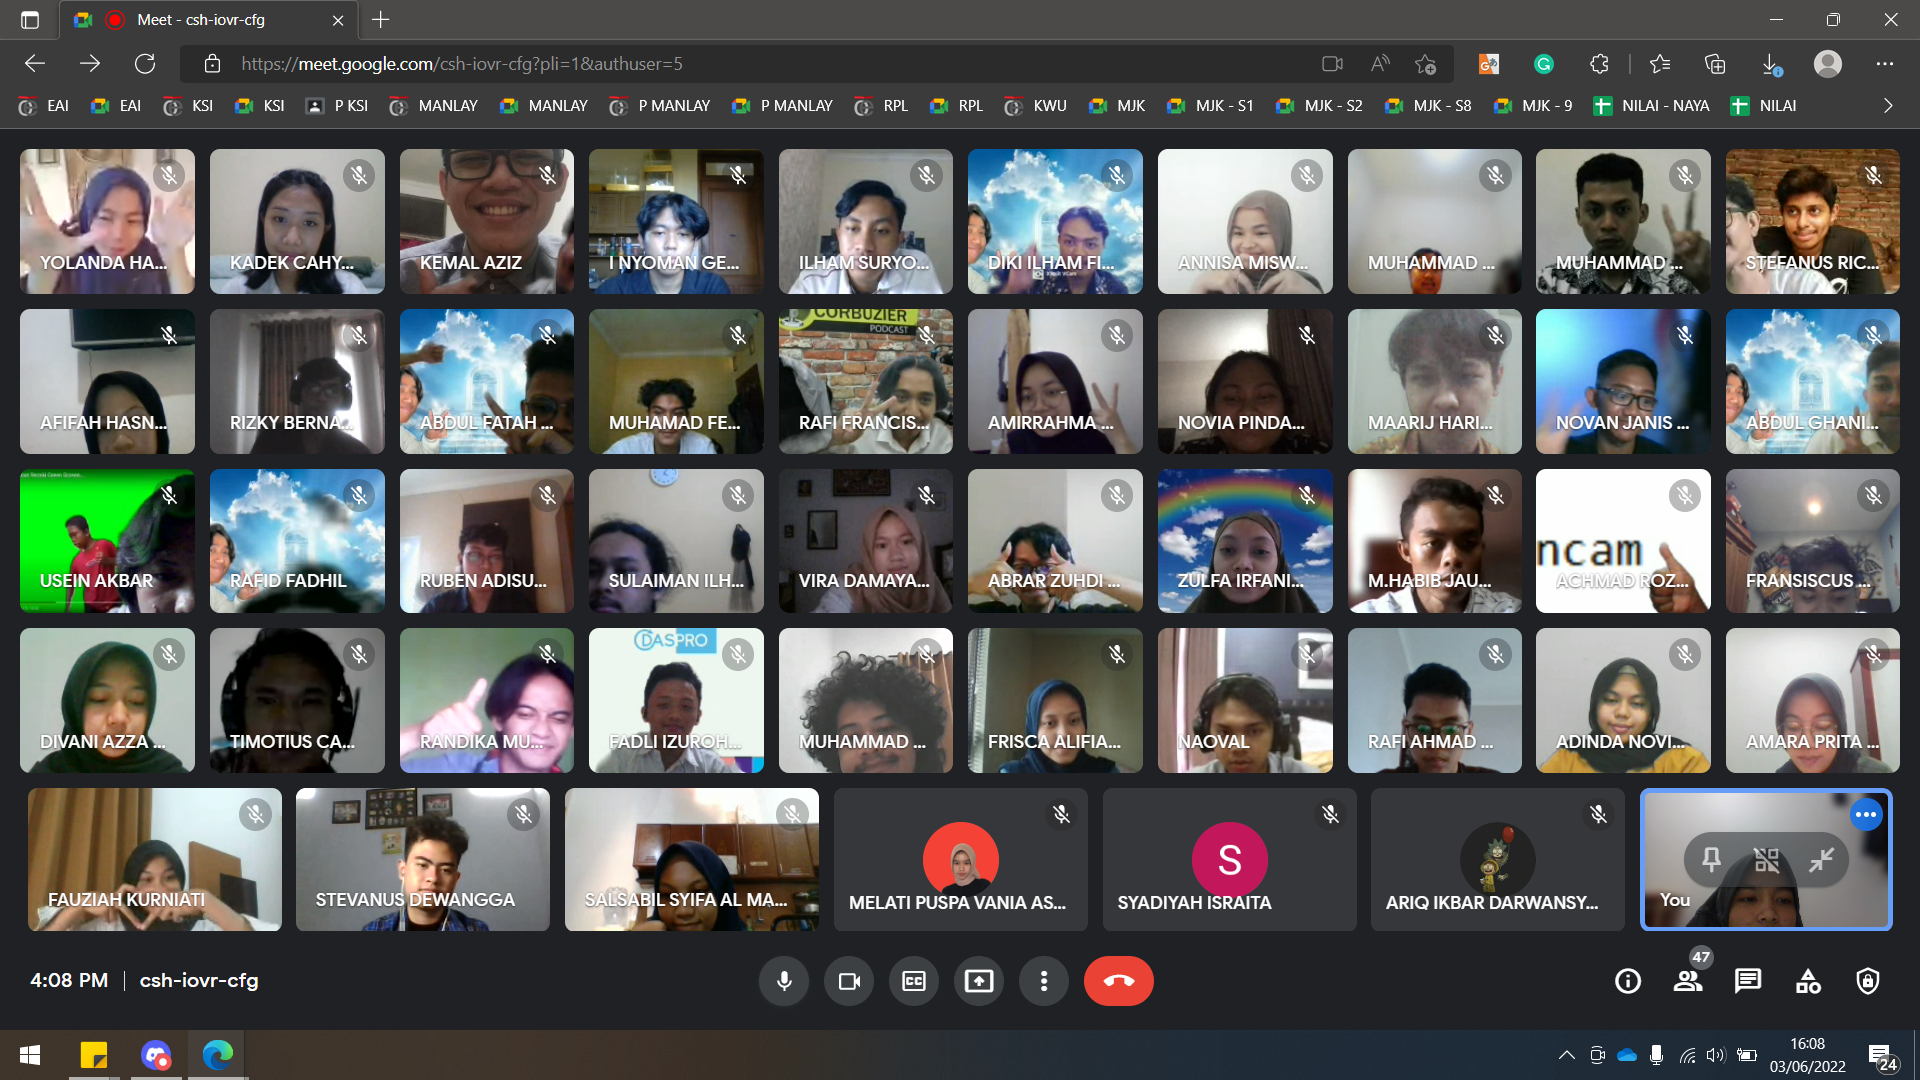 Meet - csh-iovr-cfg
https://meet.google.com/csh-iovr-cfg?pli=1&authuser=5
EAI EAI KSI KSI P KSI MANLAY MANLAY P MANLAY P MANLAY RPL RPL KWU MJK MJK - S1 MJK - S2 MJK - S8 MJK - 9 NILAI - NAYA NILAI
YOLANDA HA... KADEK CAHY... KEMAL AZIZ I NYOMAN GE... ILHAM SURYO... DIKI ILHAM FI... ANNISA MISW... MUHAMMAD ... MUHAMMAD ... STEFANUS RIC...
CORBUZIER
PODCAST
AFIFAH HASN... RIZKY BERNA... ABDUL FATAH ... MUHAMAD FE... RAFI FRANCIS... AMIRRAHMA ... NOVIA PINDA... MAARIJ HARI... NOVAN JANIS ... ABDUL GHANI...
ncam
USEIN AKBAR RAFID FADHIL RUBEN ADISU... SULAIMAN ILH... VIRA DAMAYA... ABRAR ZUHDI ... ZULFA IRFANI... M.HABIB JAU... ACHMAD ROZ... FRANSISCUS ...
DASPRO
DIVANI AZZA ... TIMOTIUS CA... RANDIKA MU... FADLI IZUROH... MUHAMMAD ... FRISCA ALIFIA... NAOVAL RAFI AHMAD ... ADINDA NOVI... AMARA PRITA ...
S
FAUZIAH KURNIATI STEVANUS DEWANGGA SALSABIL SYIFA AL MA... MELATI PUSPA VANIA AS... SYADIYAH ISRAITA ARIQ IKBAR DARWANSY... You
4:08 PM | csh-iovr-cfg
CC
47
16:08
03/06/2022
24